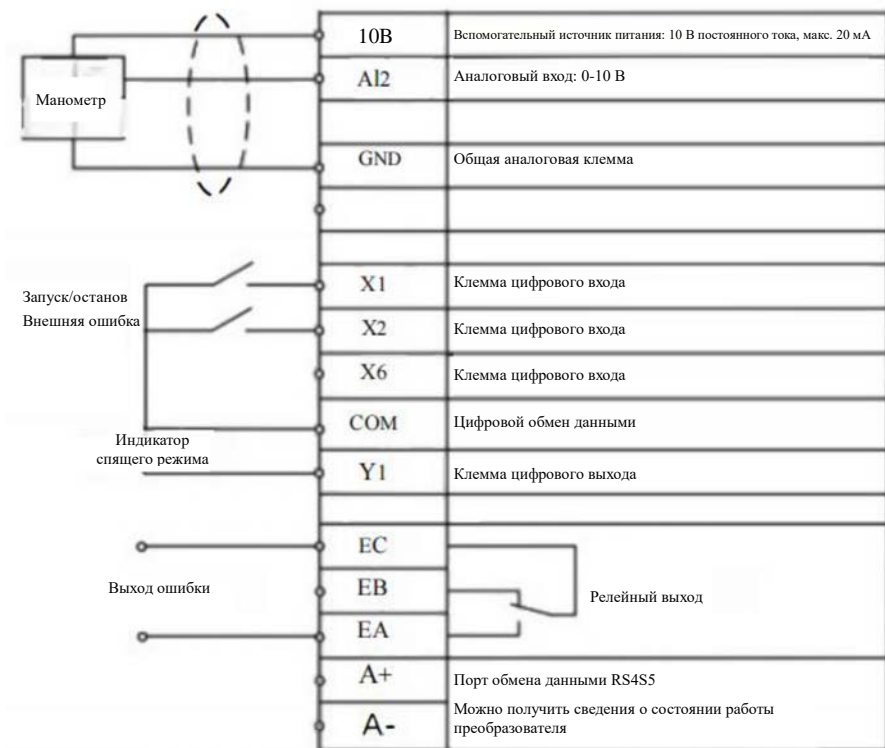 10В Вспомогательный источник питания: 10 В постоянного тока, макс. 20 мА
AI2 Аналоговый вход: 0-10 В
Манометр
GND Общая аналоговая клемма
X1 Клемма цифрового входа
Запуск/останов
Внешняя ошибка
X2 Клемма цифрового входа
X6 Клемма цифрового входа
COM Цифровой обмен данными
Индикатор
спящего режима
Y1 Клемма цифрового выхода
EC
Выход ошибки
EB Релейный выход
EA
A+ Порт обмена данными RS4S5
A- Можно получить сведения о состоянии работы
преобразователя